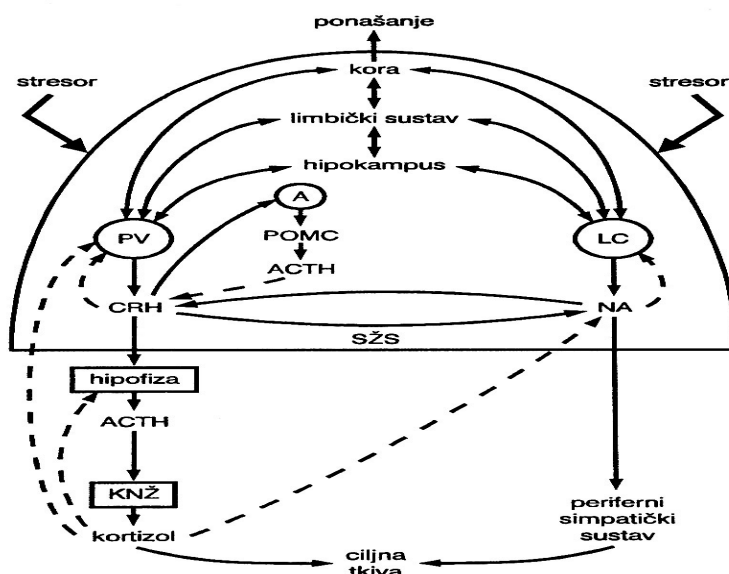 ponašanje
stresor
kora
stresor
limbički sustav
hipokampus
A
PV
POMC
LC
ACTH
CRH
NA
SŽS
hipofiza
ACTH
KNŽ
kortizol
periferni
simpatički
sustav
ciljna
tkiva